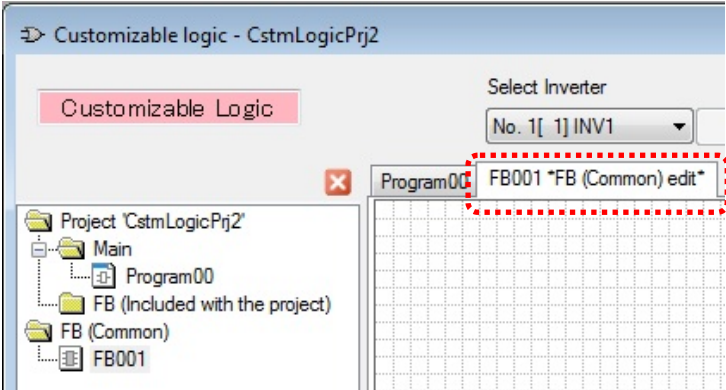 Customizable logic - CstmLogicPrj2
Select Inverter
Customizable Logic
No. 1[ 1] INV1
Program00
FB001 *FB (Common) edit*
Project 'CstmLogicPrj2'
Main
Program00
FB (Included with the project)
FB (Common)
FB001